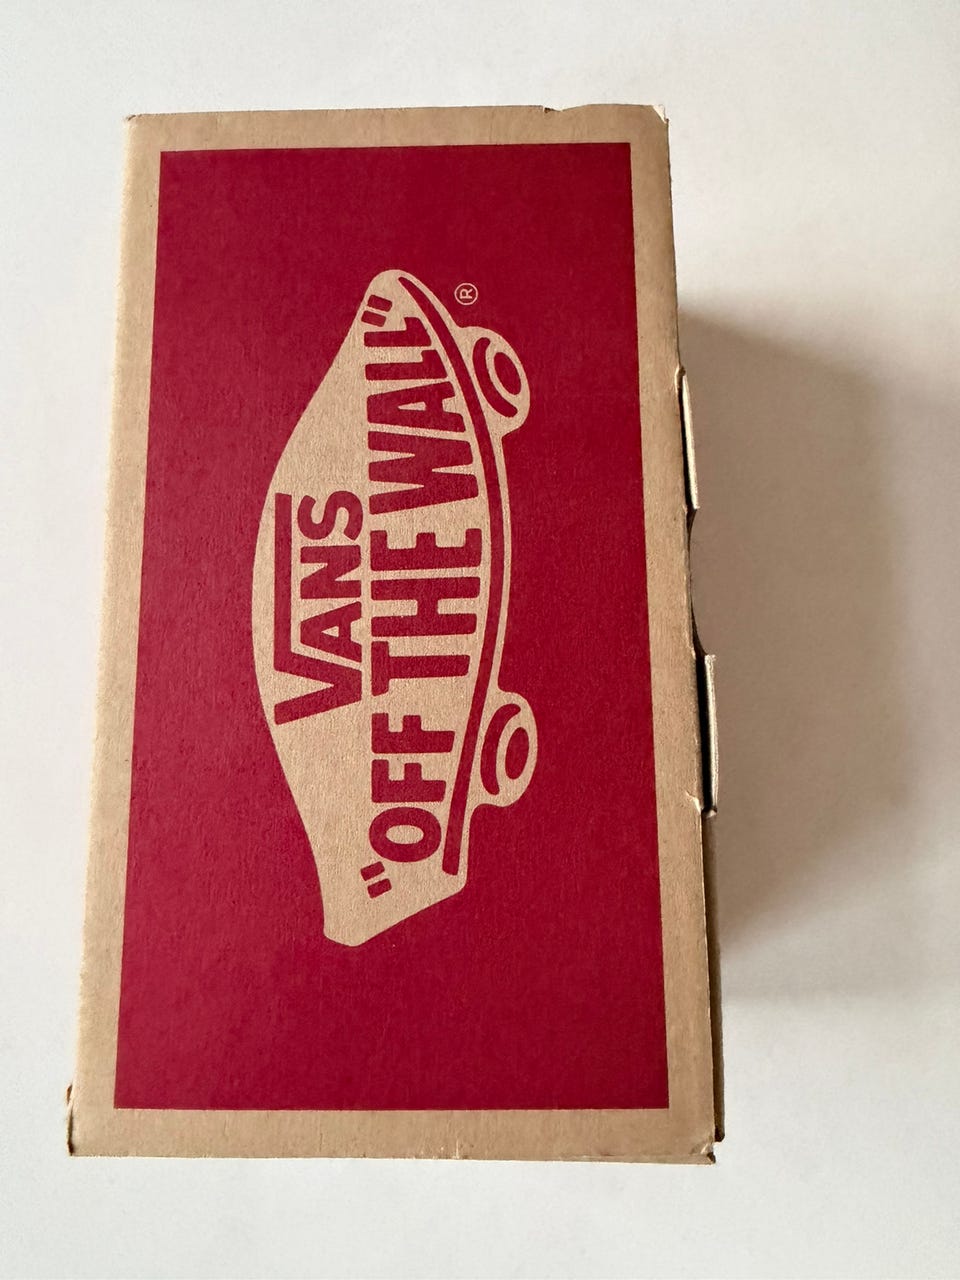 VANS
"OFF THE WALL"
®